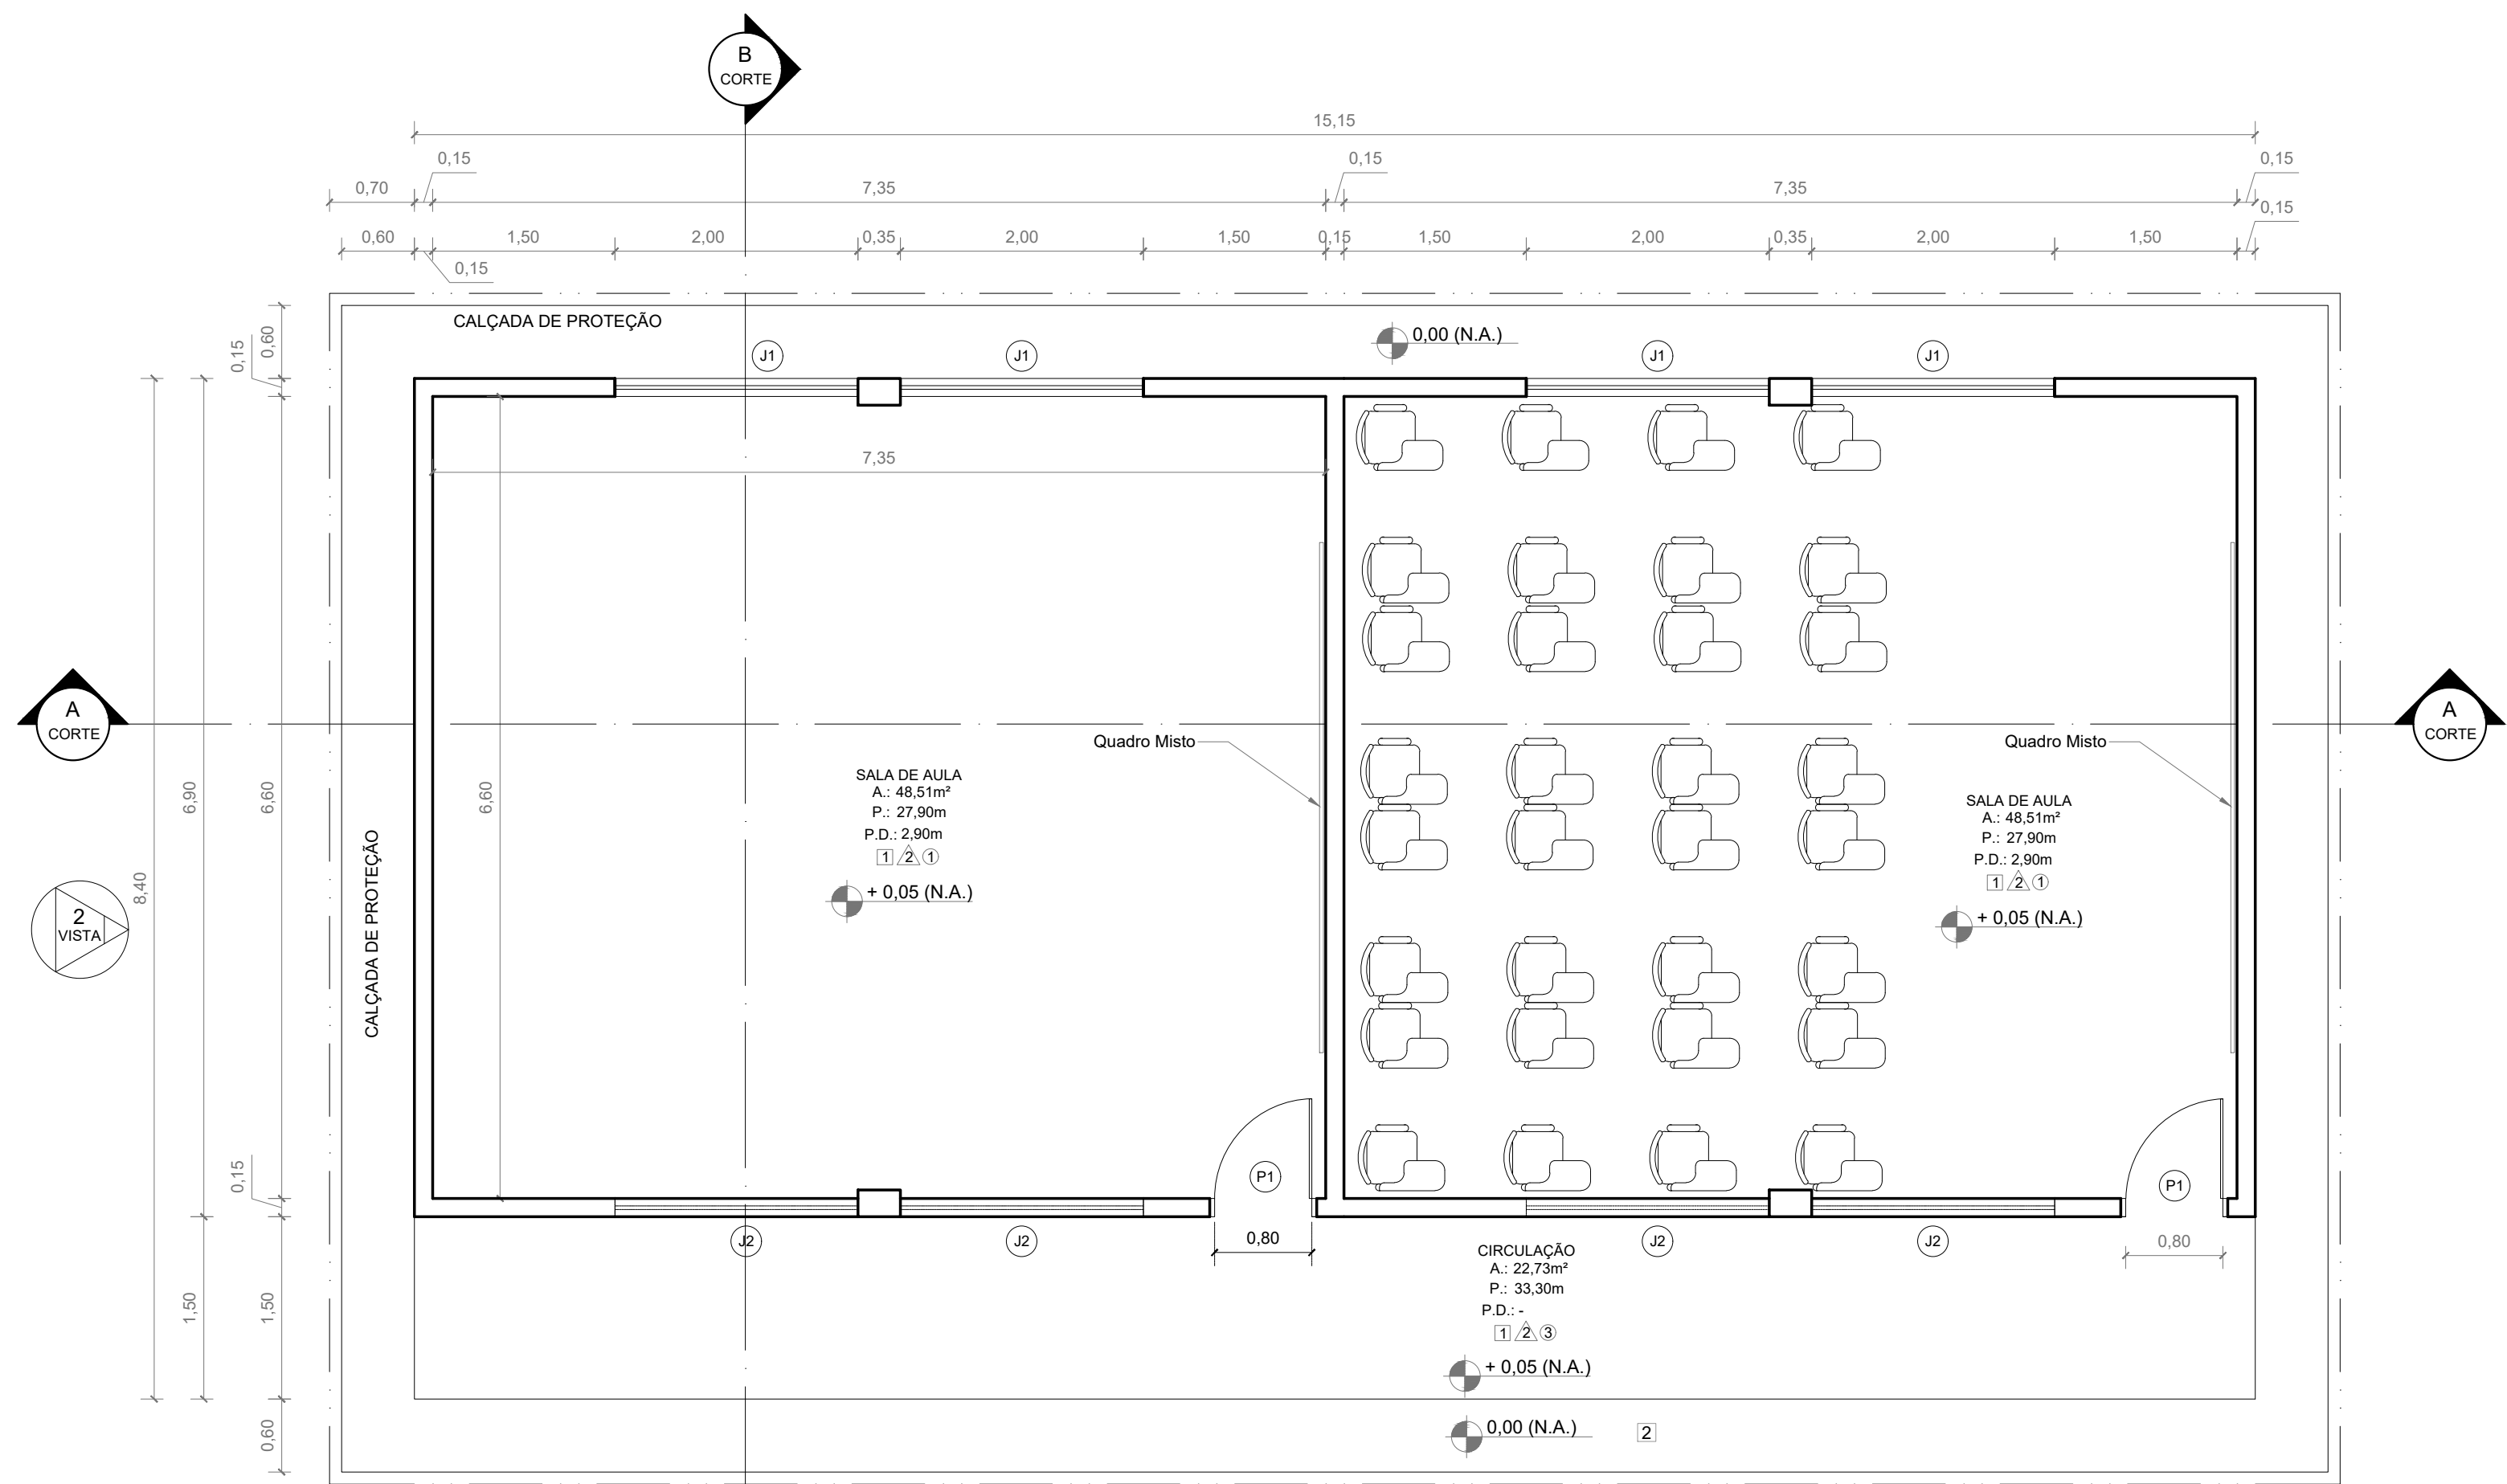 B
CORTE
15,15
0,15
0,15
0,15
0,70
7,35
7,35
0,15
0,60
1,50
2,00
0,35
2,00
1,50
0,15
1,50
2,00
0,35
2,00
1,50
0,15
CALÇADA DE PROTEÇÃO
0,00 (N.A.)
0,60
0,15
J1
J1
J1
J1
7,35
A
CORTE
A
CORTE
Quadro Misto
Quadro Misto
6,90
6,60
6,60
8,40
SALA DE AULA
A.: 48,51m²
P.: 27,90m
P.D.: 2,90m
1 2 1
+ 0,05 (N.A.)
SALA DE AULA
A.: 48,51m²
P.: 27,90m
P.D.: 2,90m
1 2 1
+ 0,05 (N.A.)
CALÇADA DE PROTEÇÃO
2
VISTA
0,15
P1
P1
J2
J2
J2
J2
0,80
0,80
CIRCULAÇÃO
A.: 22,73m²
P.: 33,30m
P.D.: -
1 2 3
1,50
1,50
+ 0,05 (N.A.)
0,60
0,00 (N.A.)
2